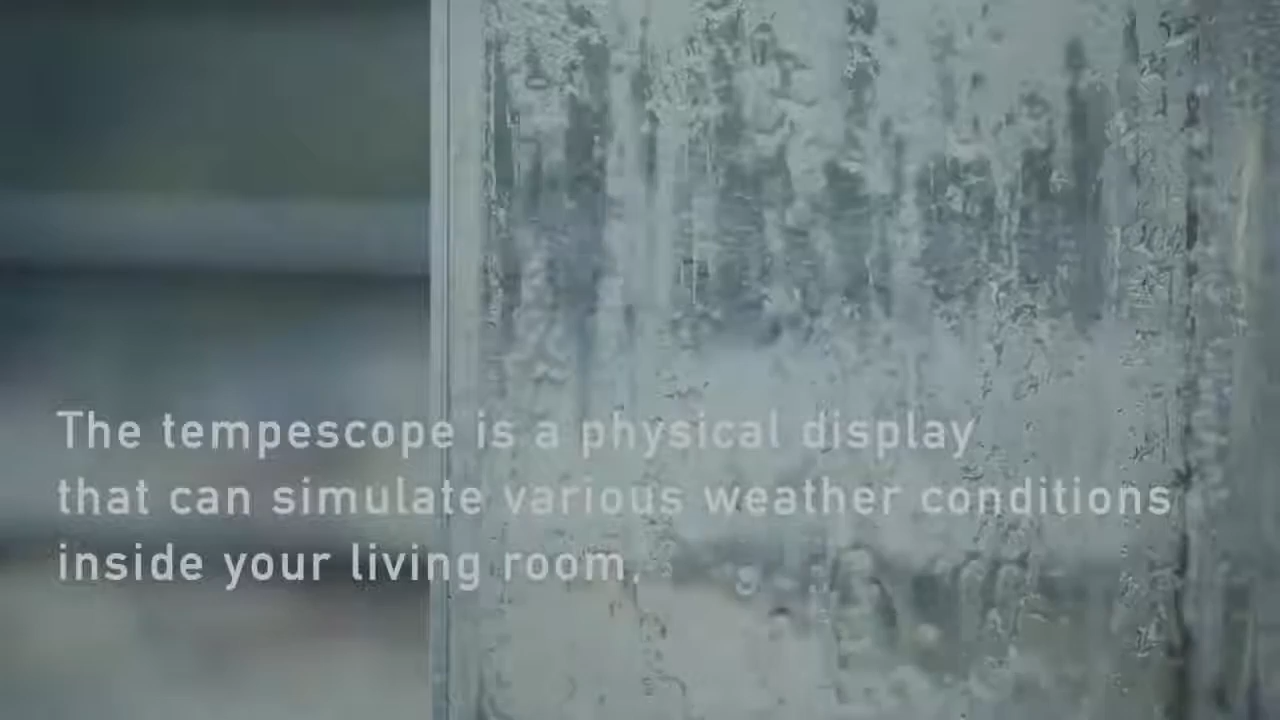 The tempescope is a physical display
that can simulate various weather conditions
inside your living room.